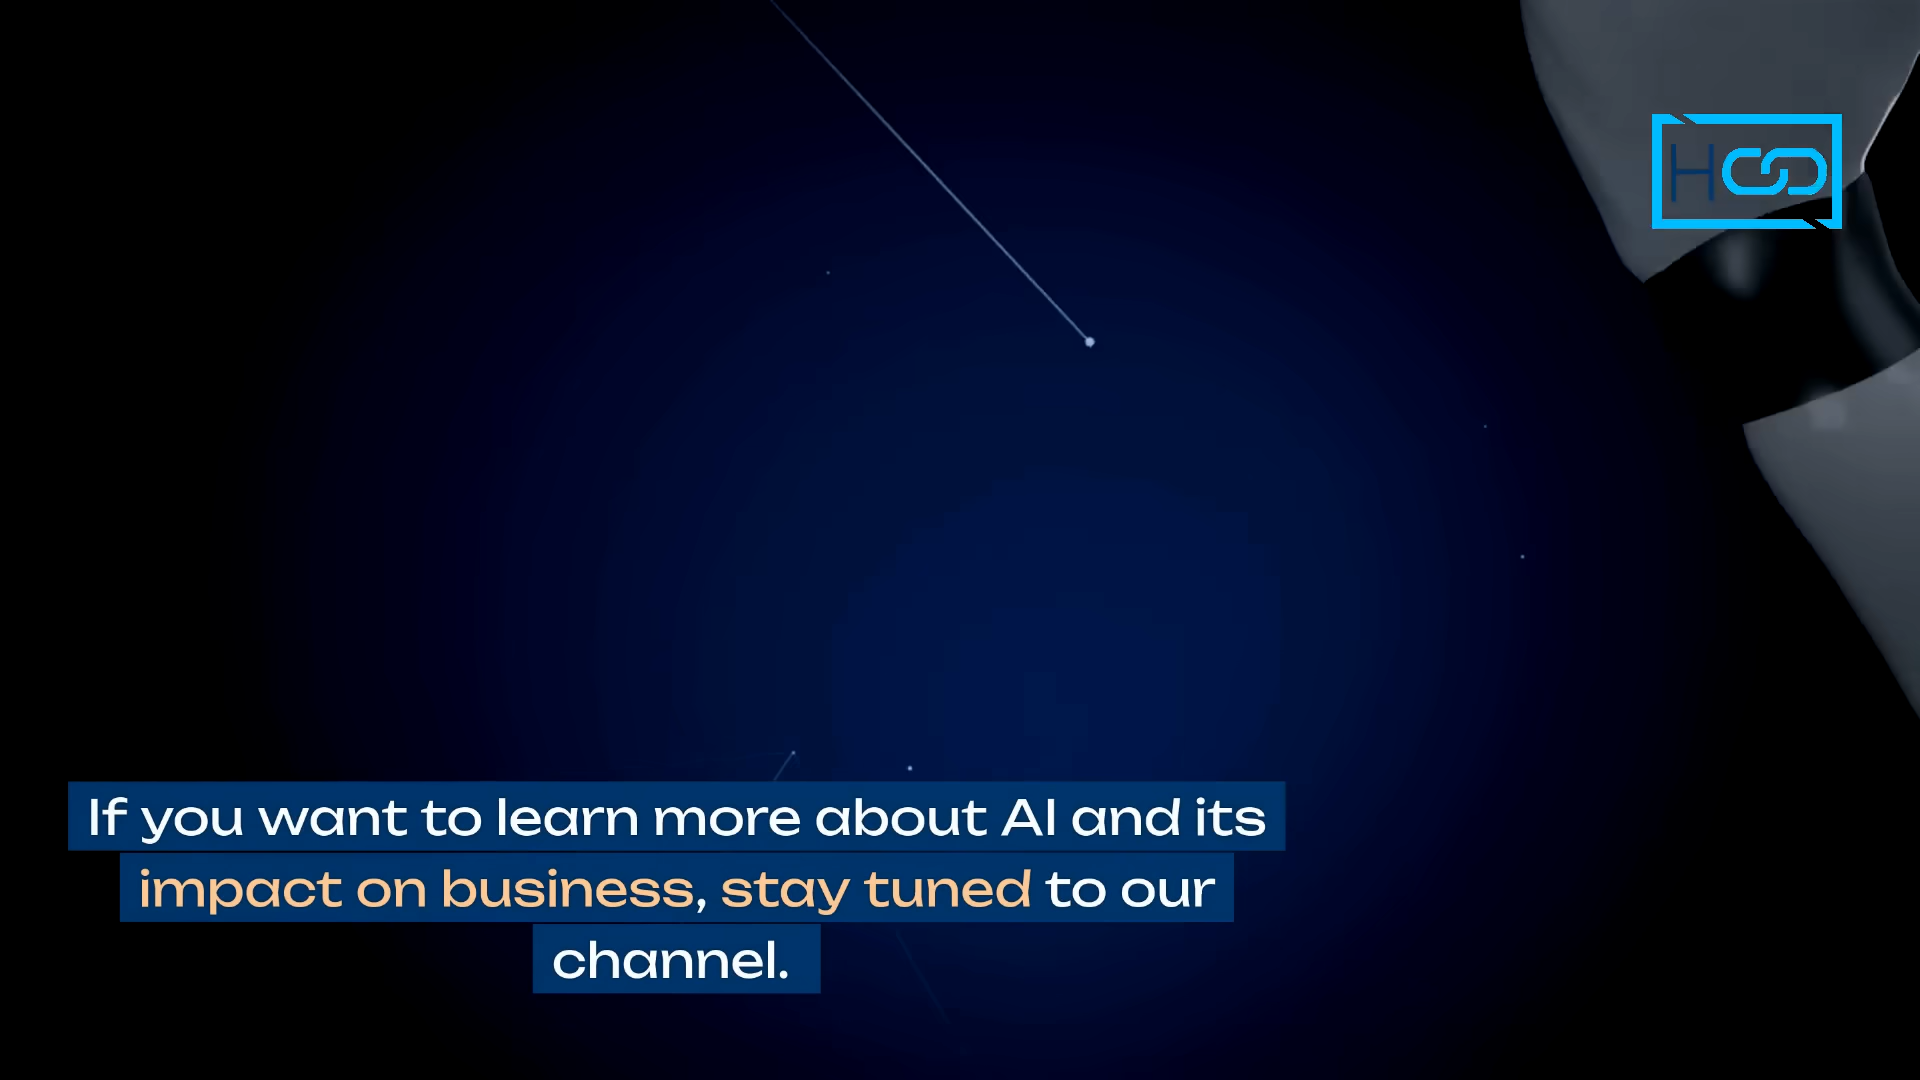 H
If you want to learn more about AI and its
impact on business, stay tuned to our
channel.